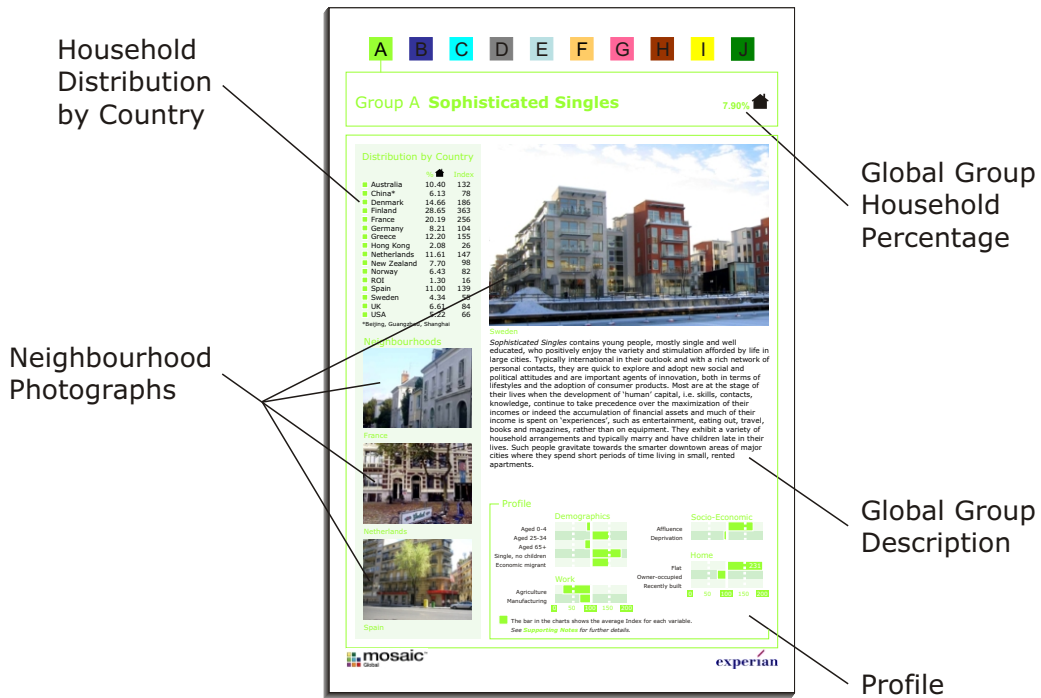 Household
Distribution
by Country
Neighbourhood
Photographs
A B C D E F G H I J
Group A Sophisticated Singles
7.90%
Distribution by Country
% Index
Australia 10.40 132
China* 6.13 78
Denmark 14.66 186
Finland 28.65 363
France 20.19 256
Germany 8.21 104
Greece 12.20 155
Hong Kong 2.08 26
Netherlands 11.61 147
New Zealand 7.70 98
Norway 6.43 82
ROI 1.30 16
Spain 11.00 139
Sweden 4.34 55
UK 6.61 84
USA 5.22 66
*Beijing, Guangzhou, Shanghai
Neighbourhoods
France
Netherlands
Spain
Sweden
Sophisticated Singles contains young people, mostly single and well
educated, who positively enjoy the variety and stimulation afforded by life in
large cities. Typically international in their outlook and with a rich network of
personal contacts, they are quick to explore and adopt new social and
political attitudes and are important agents of innovation, both in terms of
lifestyles and the adoption of consumer products. Most are at the stage of
their lives when the development of 'human' capital, i.e. skills, contacts,
knowledge, continue to take precedence over the maximization of their
incomes or indeed the accumulation of financial assets and much of their
income is spent on 'experiences', such as entertainment, eating out, travel,
books and magazines, rather than on equipment. They exhibit a variety of
household arrangements and typically marry and have children late in their
lives. Such people gravitate towards the smarter downtown areas of major
cities where they spend short periods of time living in small, rented
apartments.
Profile
Demographics
Aged 0-4
Aged 25-34
Aged 65+
Single, no children
Economic migrant
Work
Agriculture
Manufacturing
0 50 100 150 200
Socio-Economic
Affluence
Deprivation
Home
Flat
Owner-occupied
Recently built
0 50 100 150 200
The bar in the charts shows the average Index for each variable.
See Supporting Notes for further details.
mosaic™
Global
experian
Global Group
Household
Percentage
Global Group
Description
Profile